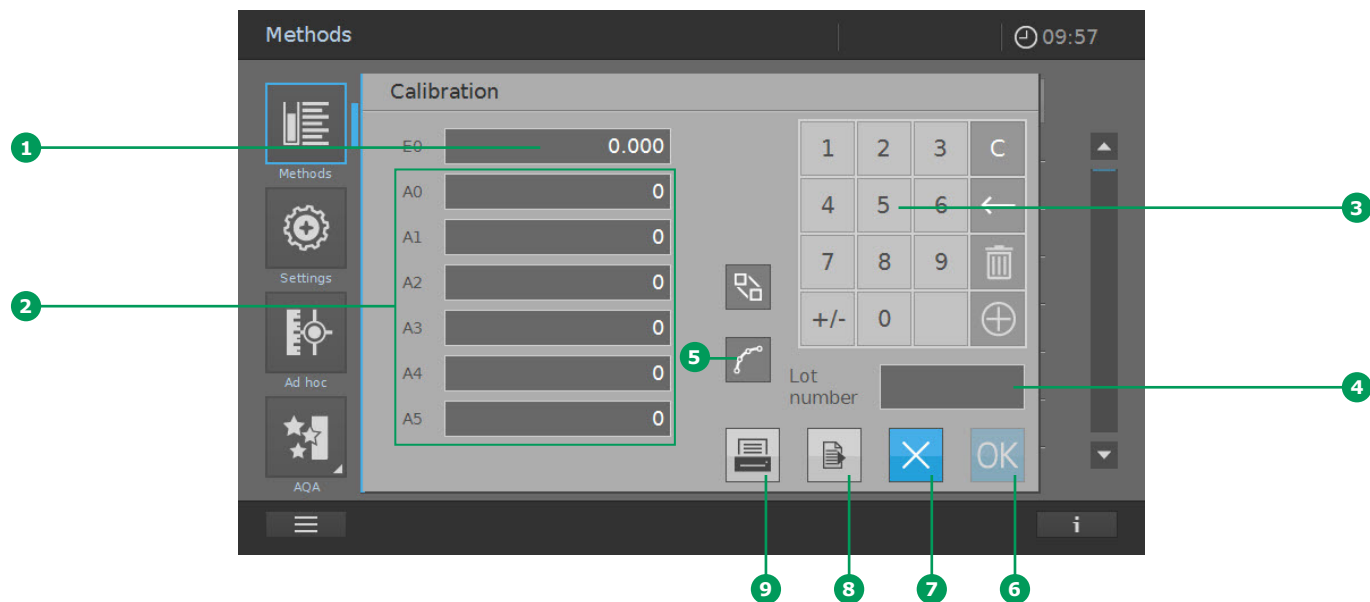 Methods
09:57
Calibration
1
E0 0.000
1 2 3 C
Methods
A0 0
4 5 6
3
A1 0
Settings
7 8 9
2
A2 0
+/- 0
A3 0
5
Ad hoc
A4 0
Lot
number
4
A5 0
OK
AQA
i
9 8 7 6